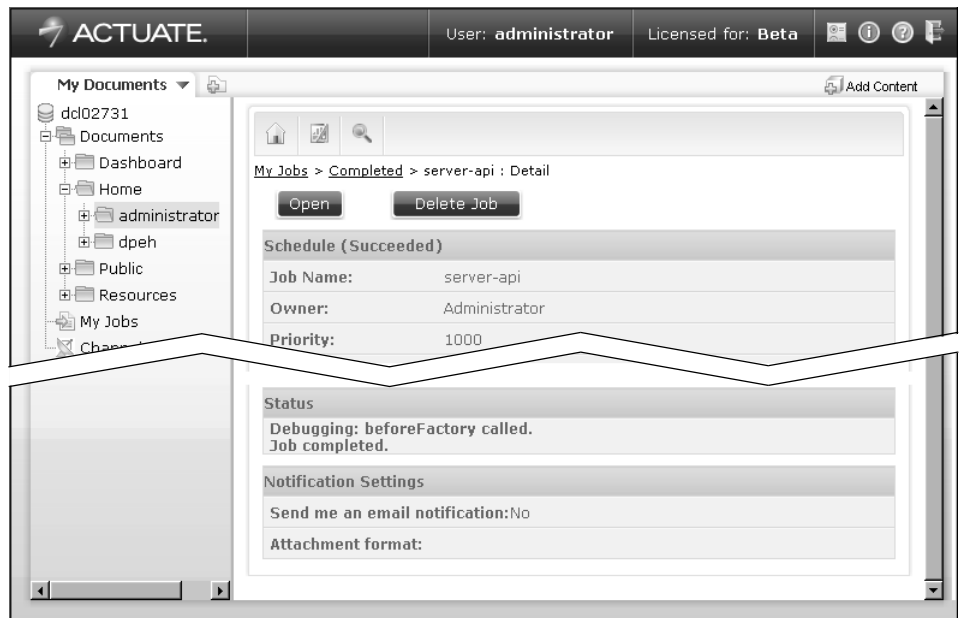 ACTUATE.
User: administrator
Licensed for: Beta
My Documents
Add Content
dcl02731
Documents
Dashboard
Home
administrator
dpeh
Public
Resources
My Jobs
My Jobs > Completed > server-api : Detail
Open
Delete Job
Schedule (Succeeded)
Job Name: server-api
Owner: Administrator
Priority: 1000
Status
Debugging: beforeFactory called.
Job completed.
Notification Settings
Send me an email notification:No
Attachment format: